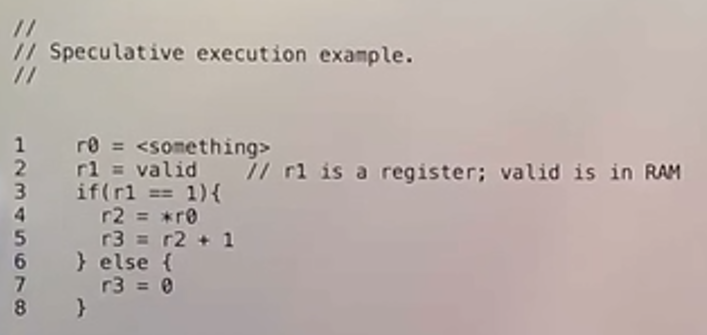 //
// Speculative execution example.
//
1 r0 = <something>
2 r1 = valid // r1 is a register; valid is in RAM
3 if(r1 == 1){
4 r2 = *r0
5 r3 = r2 + 1
6 } else {
7 r3 = 0
8 }